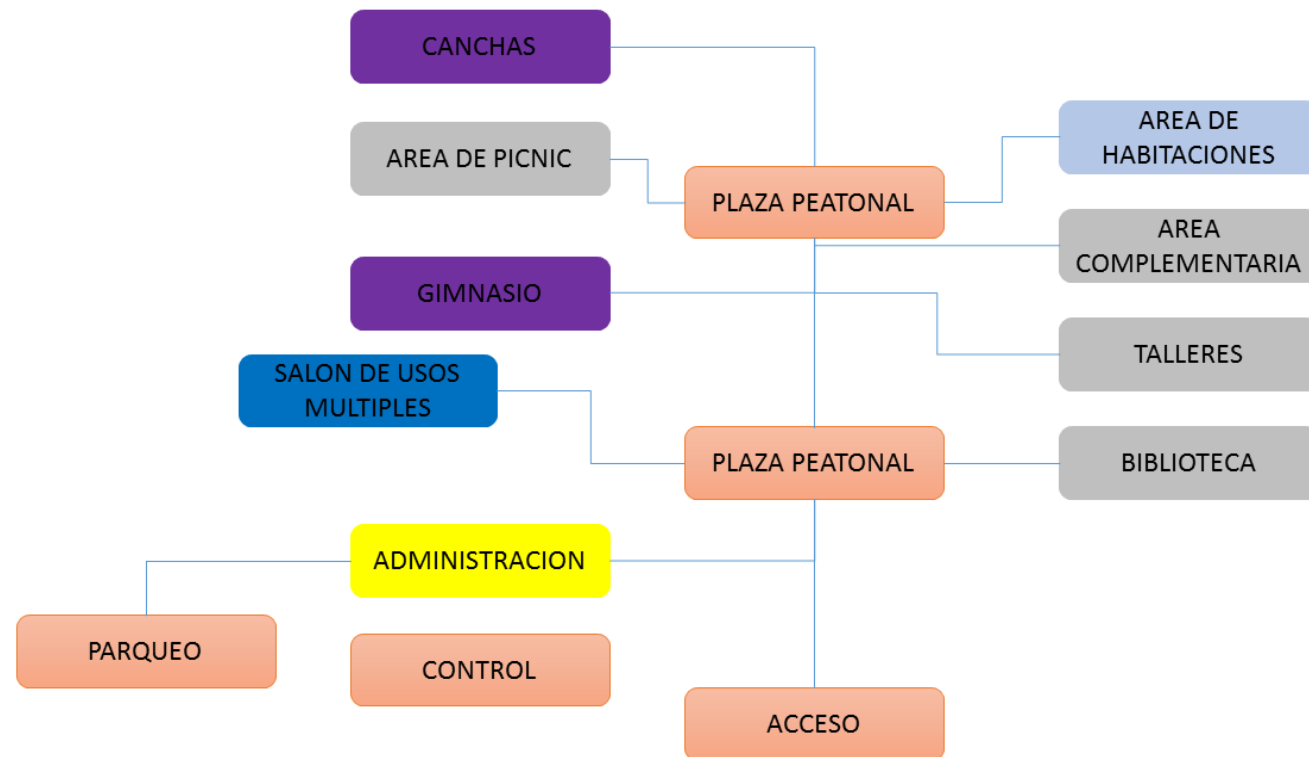 CANCHAS
AREA DE PICNIC
PLAZA PEATONAL
AREA DE
HABITACIONES
AREA
COMPLEMENTARIA
GIMNASIO
TALLERES
SALON DE USOS
MULTIPLES
PLAZA PEATONAL
BIBLIOTECA
ADMINISTRACION
PARQUEO
CONTROL
ACCESO